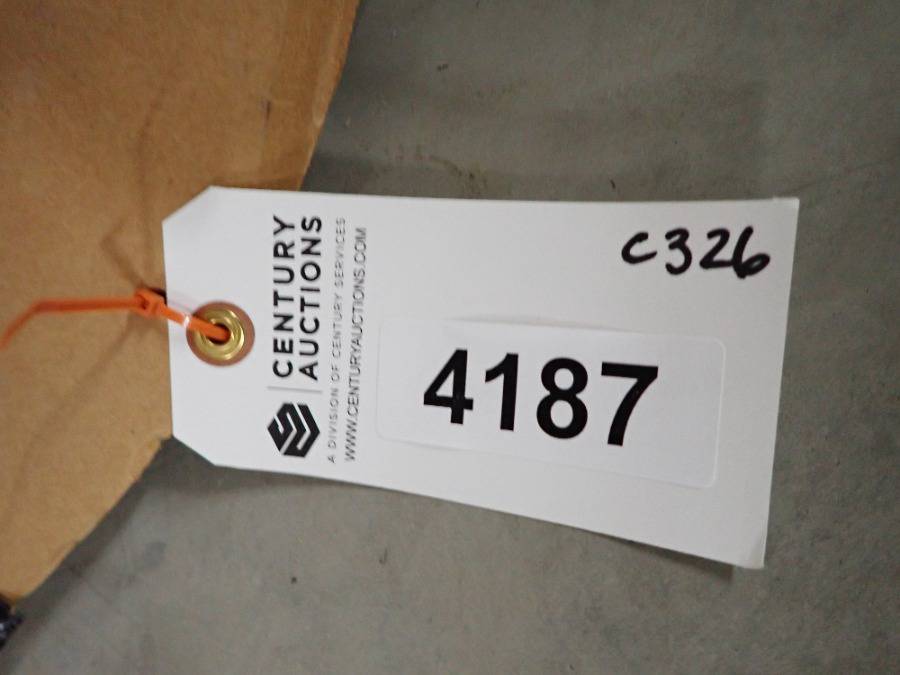 CENTURY
AUCTIONS
A DIVISION OF CENTURY SERVICES
WWW.CENTURYAUCTIONS.COM
C326
4187